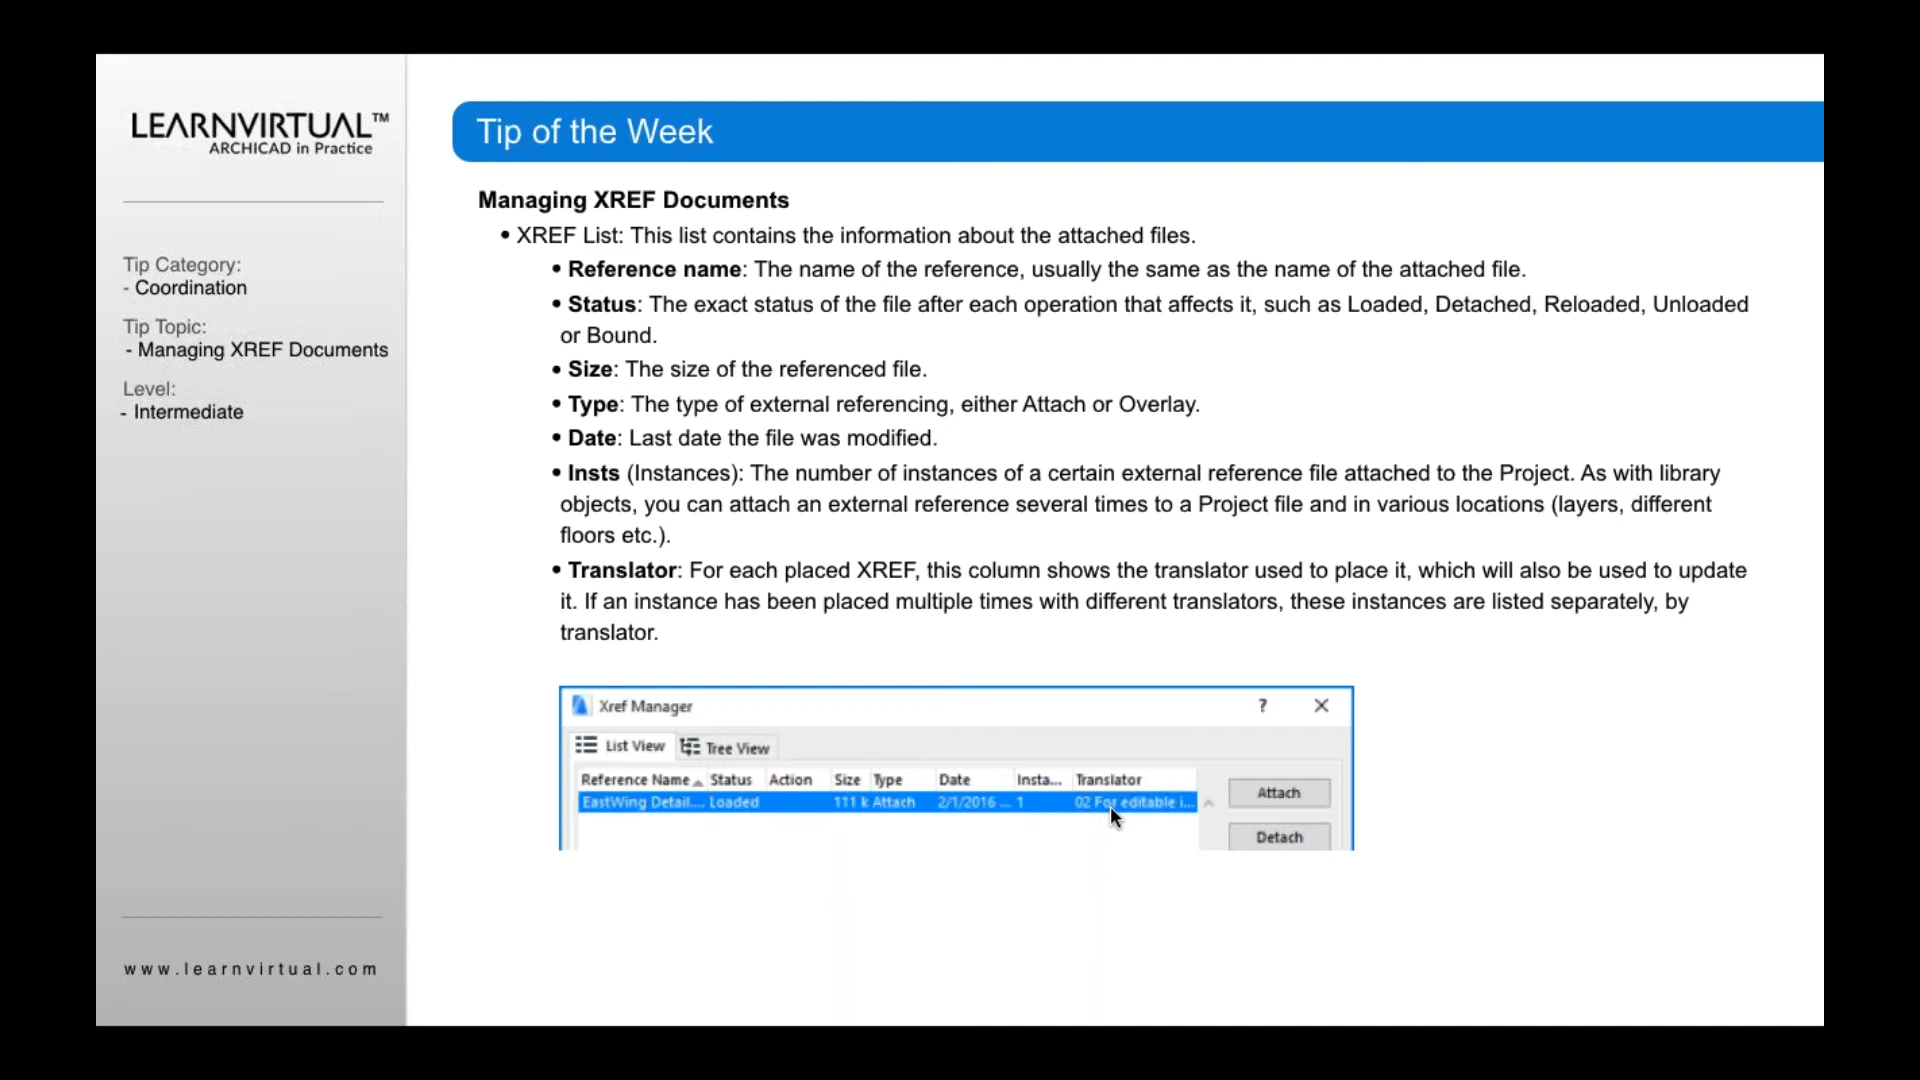 LEARNVIRTUAL™
ARCHICAD in Practice
Tip Category:
- Coordination
Tip Topic:
- Managing XREF Documents
Level:
- Intermediate
www.learnvirtual.com
Tip of the Week
Managing XREF Documents
• XREF List: This list contains the information about the attached files.
• Reference name: The name of the reference, usually the same as the name of the attached file.
• Status: The exact status of the file after each operation that affects it, such as Loaded, Detached, Reloaded, Unloaded
or Bound.
• Size: The size of the referenced file.
• Type: The type of external referencing, either Attach or Overlay.
• Date: Last date the file was modified.
• Insts (Instances): The number of instances of a certain external reference file attached to the Project. As with library
objects, you can attach an external reference several times to a Project file and in various locations (layers, different
floors etc.).
• Translator: For each placed XREF, this column shows the translator used to place it, which will also be used to update
it. If an instance has been placed multiple times with different translators, these instances are listed separately, by
translator.
Xref Manager ?
List View Tree View
Reference Name Status Action Size Type Date Insta... Translator
EastWing Detail.... Loaded 111 k Attach 2/1/2016 ... 1 02 For editable i...
Attach
Detach